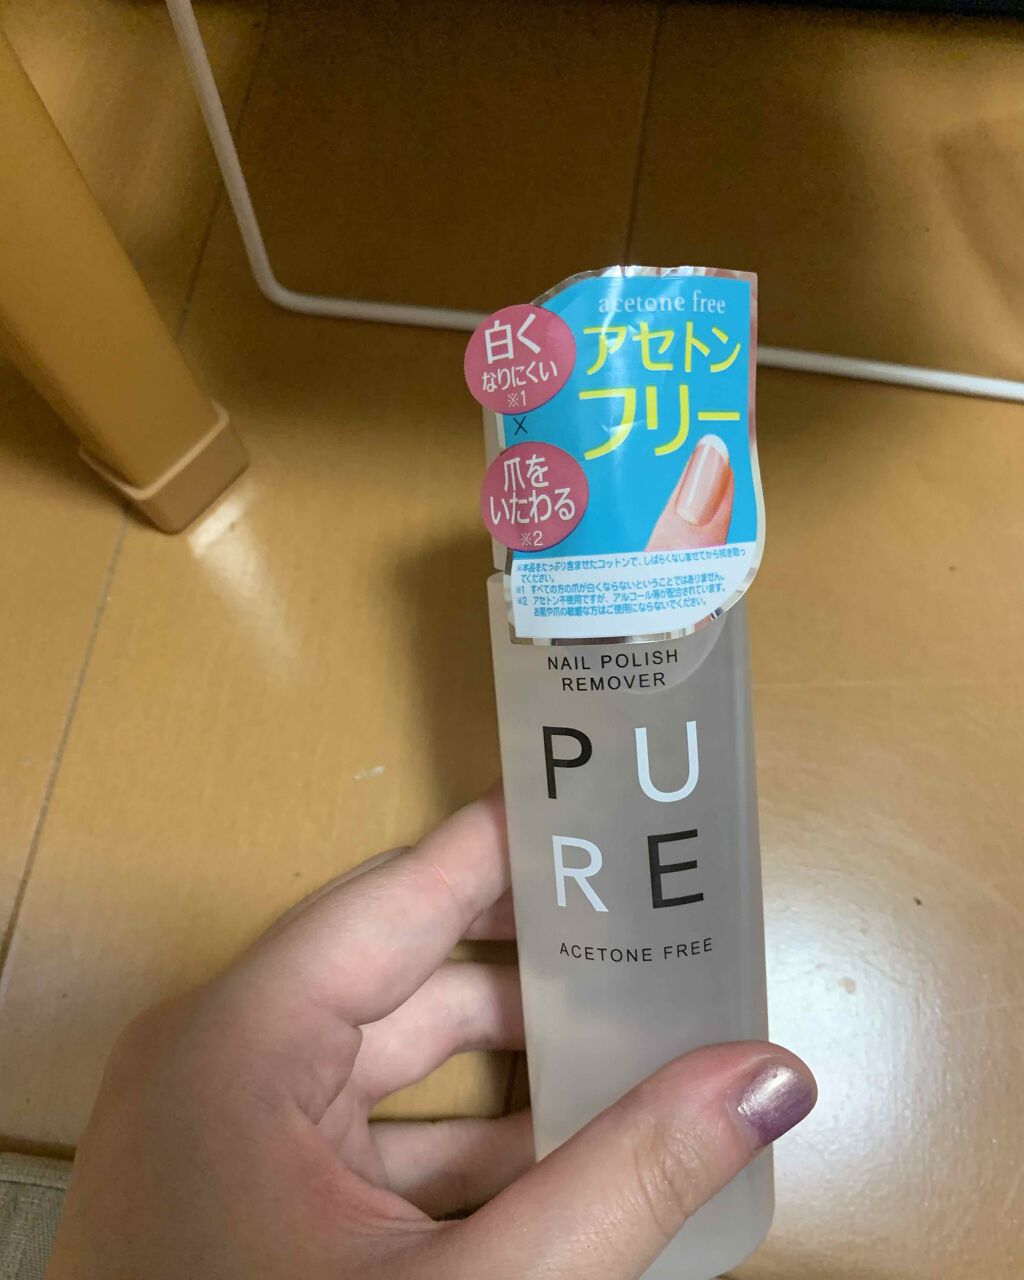 acetone free
アセトン
フリー
白く
なりにくい
※1
×
爪を
いたわる
※2
※本品をたっぷり含ませたコットンで、しばらくなじませてから拭き取っ
てください。
※1 すべての方の爪が白くならないということではありません。
※2 アセトン不使用ですが、アルコール等が配合されています。
お肌や爪の敏感な方はご使用にならないでください。
NAIL POLISH
REMOVER
P U
R E
ACETONE FREE